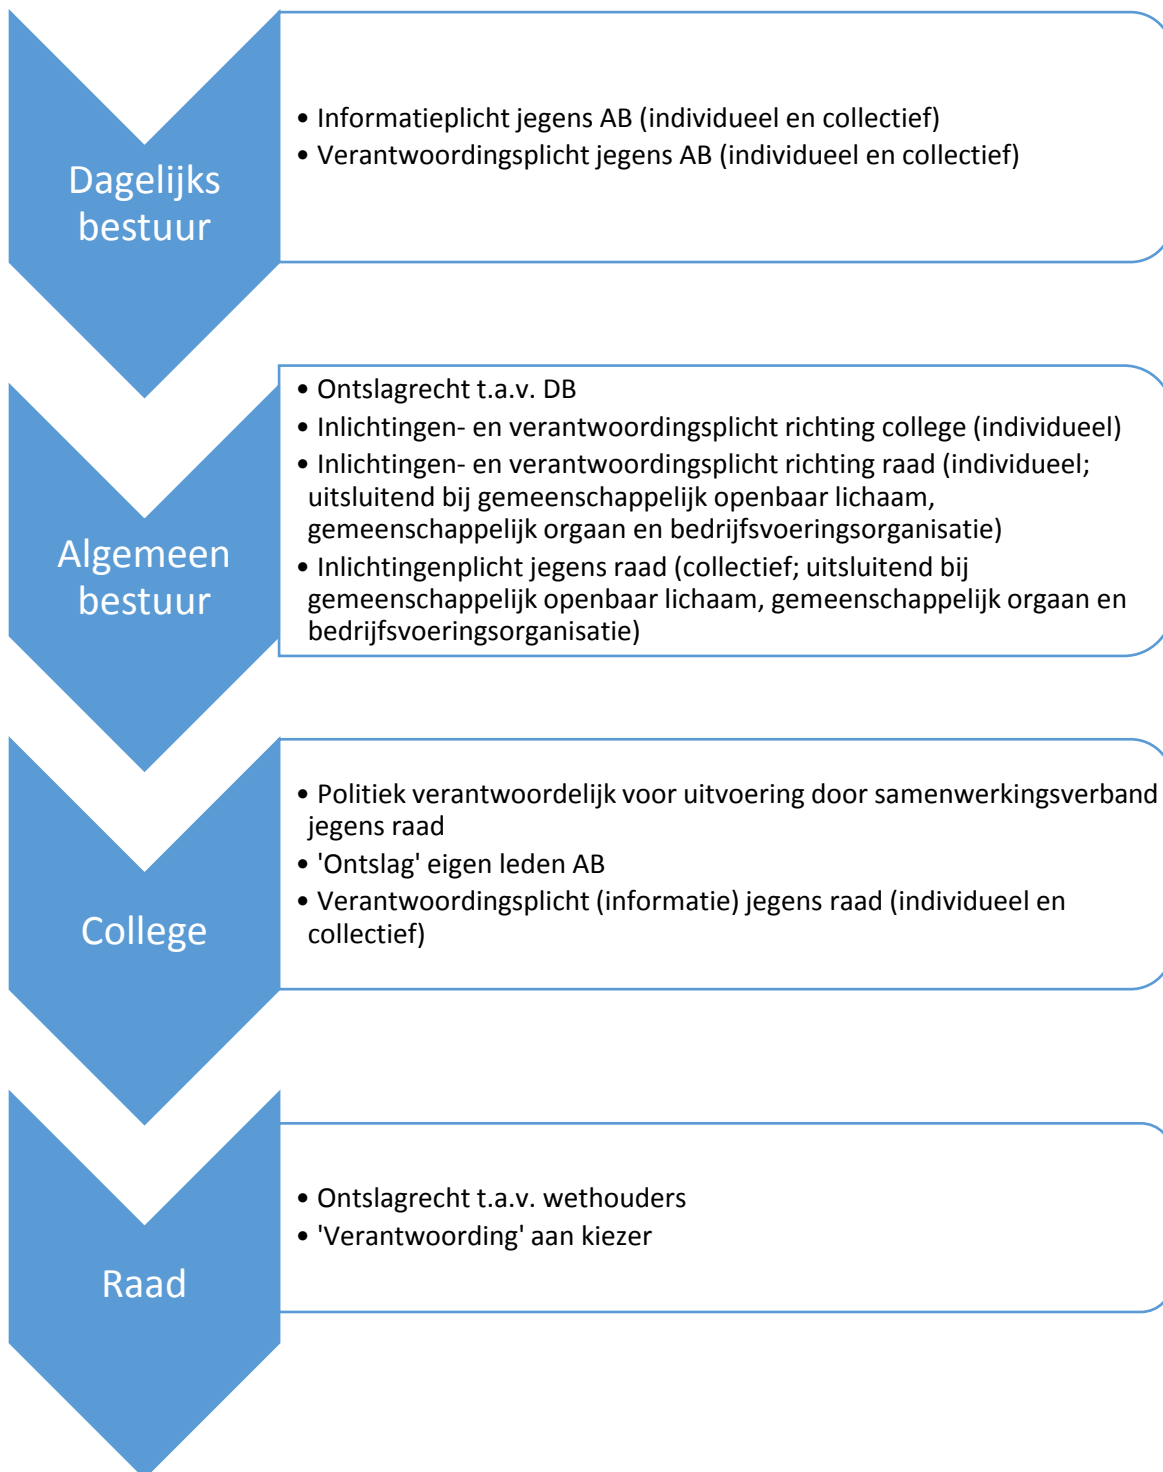 Dagelijks
bestuur
• Informatieplicht jegens AB (individueel en collectief)
• Verantwoordingsplicht jegens AB (individueel en collectief)
Algemeen
bestuur
• Ontslagrecht t.a.v. DB
• Inlichtingen- en verantwoordingsplicht richting college (individueel)
• Inlichtingen- en verantwoordingsplicht richting raad (individueel;
uitsluitend bij gemeenschappelijk openbaar lichaam,
gemeenschappelijk orgaan en bedrijfsvoeringsorganisatie)
• Inlichtingenplicht jegens raad (collectief; uitsluitend bij
gemeenschappelijk openbaar lichaam, gemeenschappelijk orgaan en
bedrijfsvoeringsorganisatie)
College
• Politiek verantwoordelijk voor uitvoering door samenwerkingsverband
jegens raad
• 'Ontslag' eigen leden AB
• Verantwoordingsplicht (informatie) jegens raad (individueel en
collectief)
Raad
• Ontslagrecht t.a.v. wethouders
• 'Verantwoording' aan kiezer